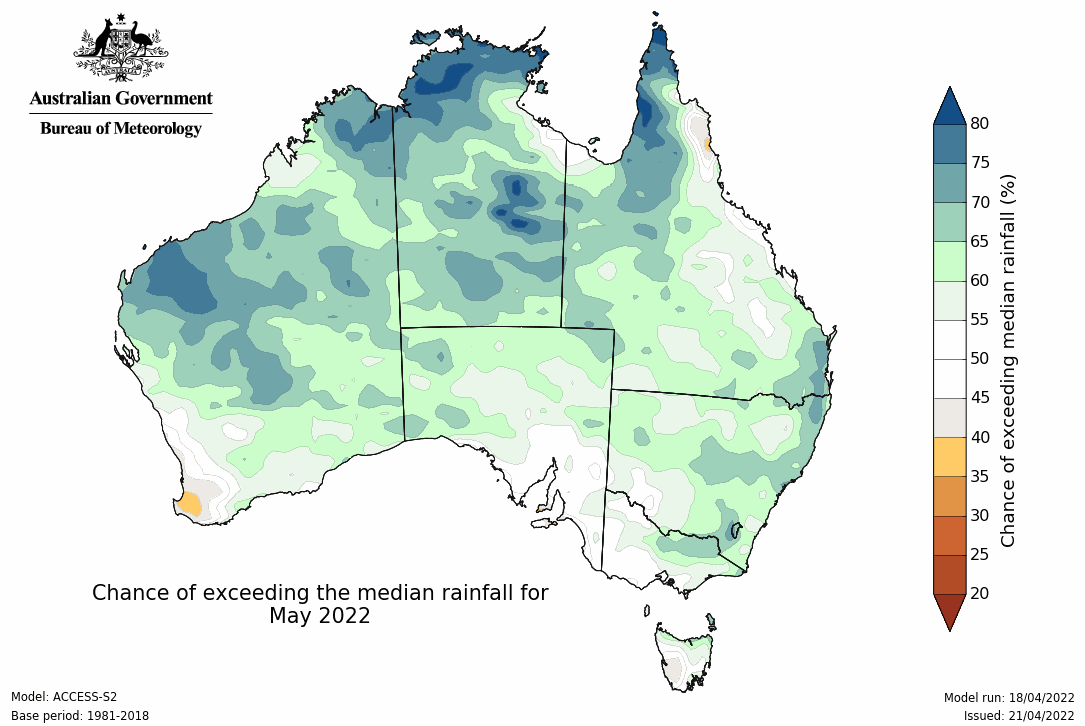 Australian Government
Bureau of Meteorology
80
75
70
65
60
55
50
45
40
35
30
25
20
Chance of exceeding median rainfall (%)
Chance of exceeding the median rainfall for
May 2022
Model: ACCESS-S2
Base period: 1981-2018
Model run: 18/04/2022
Issued: 21/04/2022